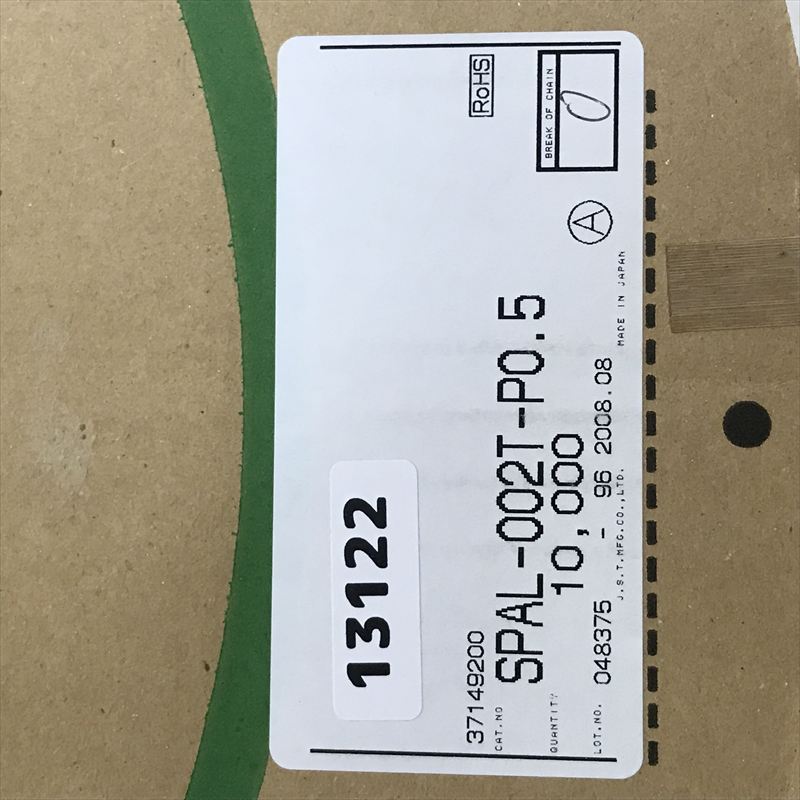 RoHS
BREAK OF CHAIN
0
A
13122
37149200
CAT.NO SPAL-002T-P0.5
QUANTITY 10,000
LOT.NO. 048375 - 96 2008.08
J.S.T.MFG.CO.,LTD. MADE IN JAPAN